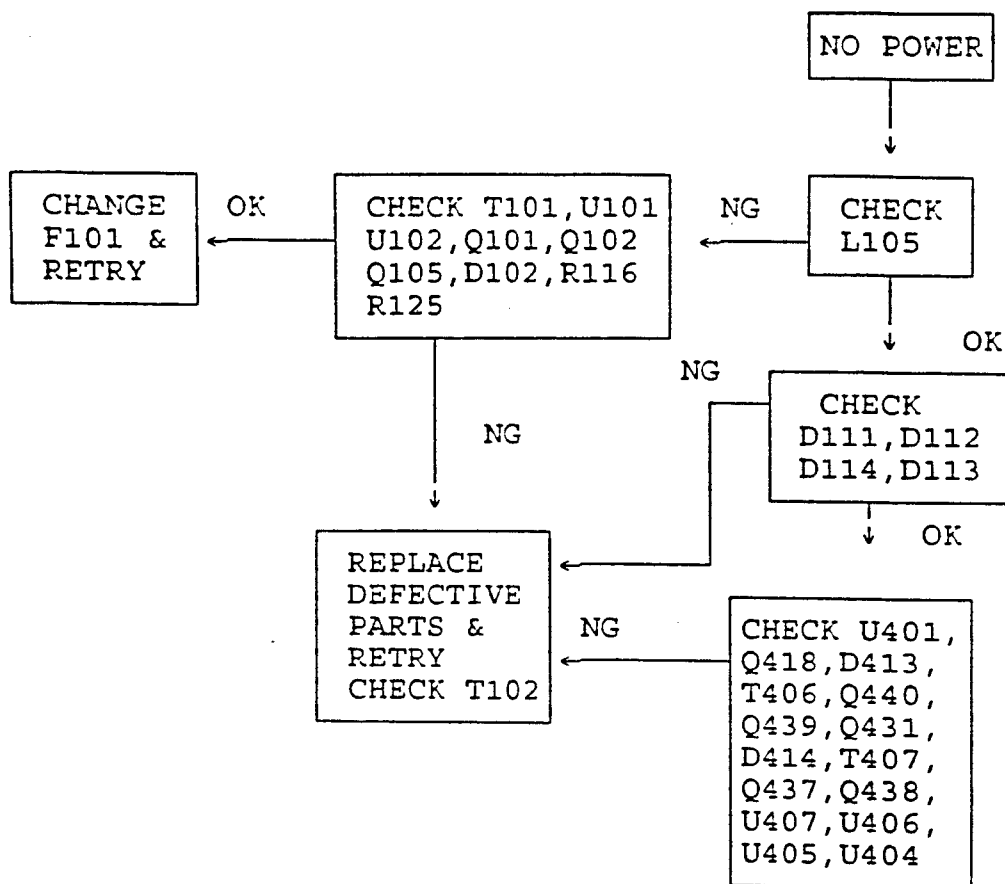 NO POWER
CHECK
L105
NG
CHECK T101,U101
U102,Q101,Q102
Q105,D102,R116
R125
OK
CHANGE
F101 &
RETRY
OK
NG
CHECK
D111,D112
D114,D113
NG
OK
REPLACE
DEFECTIVE
PARTS &
RETRY
CHECK T102
NG
CHECK U401,
Q418,D413,
T406,Q440,
Q439,Q431,
D414,T407,
Q437,Q438,
U407,U406,
U405,U404